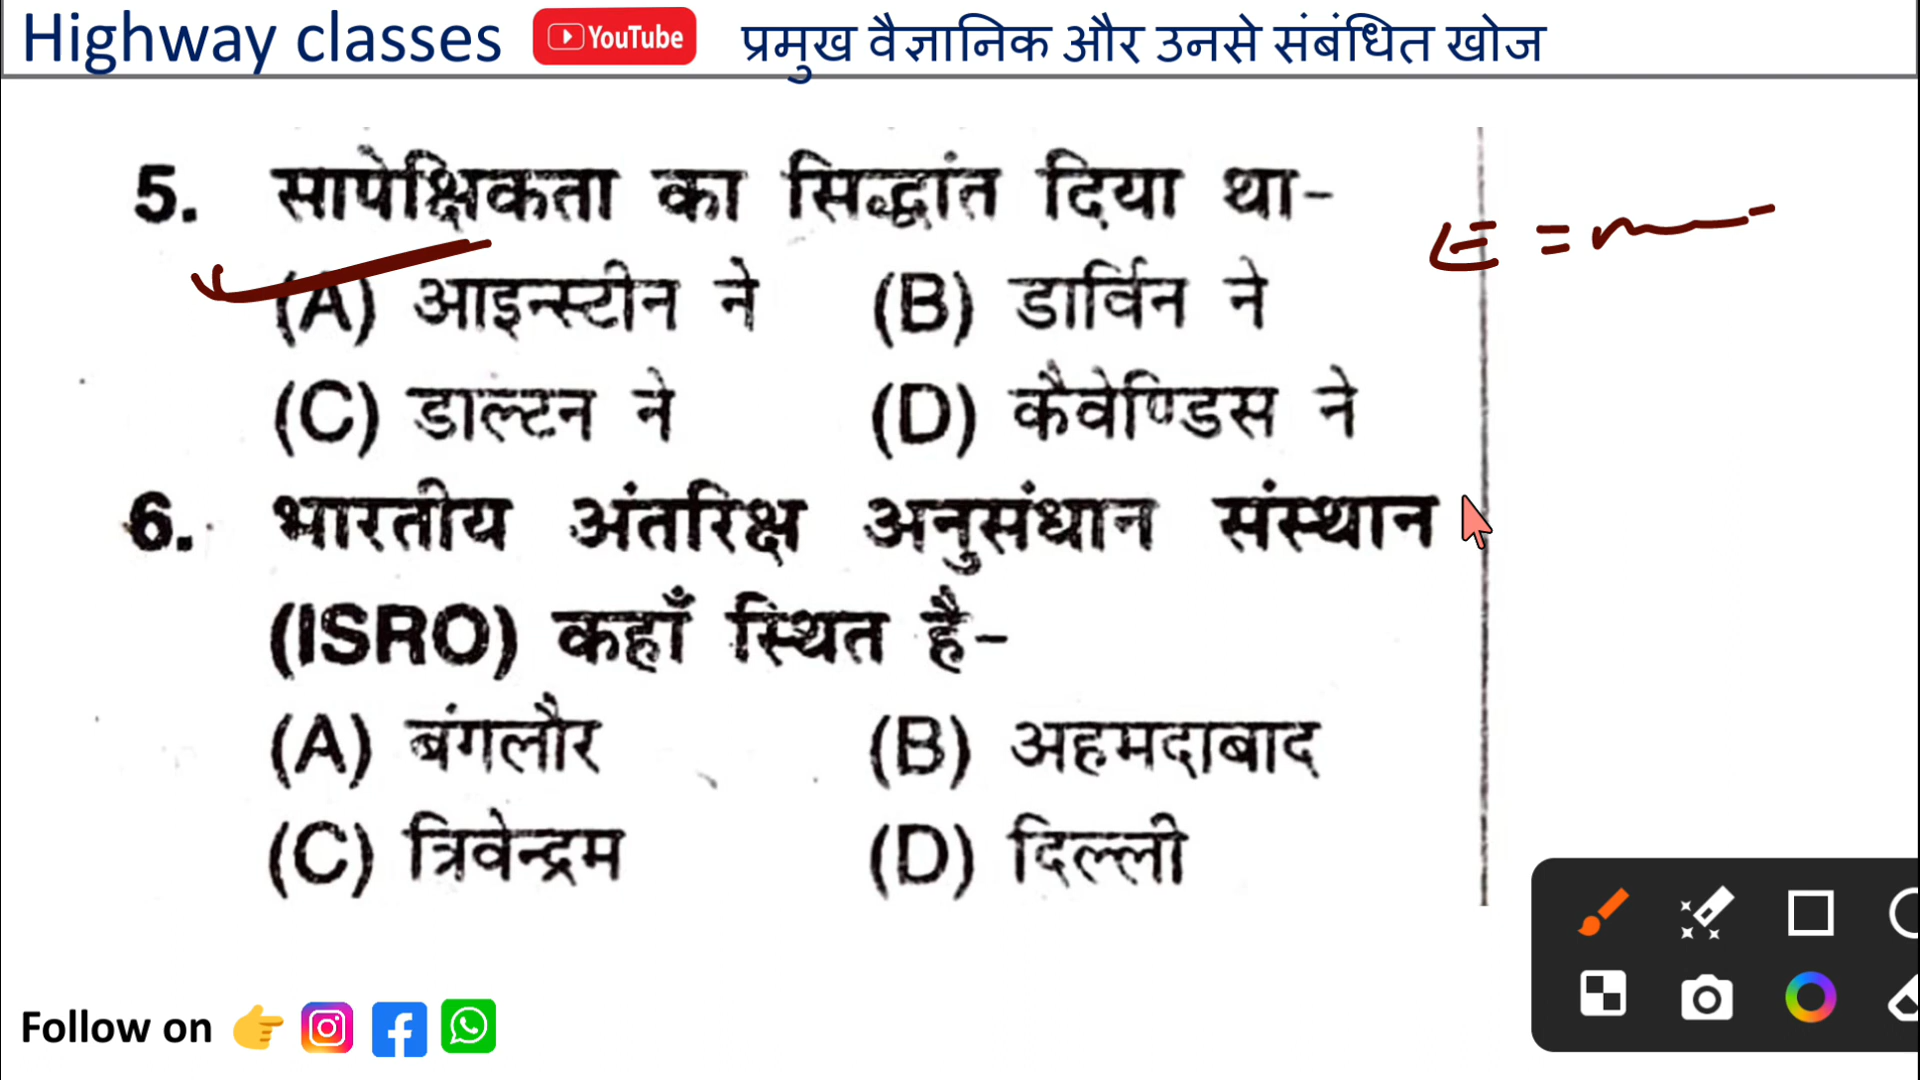 Highway classes YouTube प्रमुख वैज्ञानिक और उनसे संबंधित खोज
5. सापेक्षिकता का सिद्धांत दिया था-
(A) आइन्स्टीन ने (B) डार्विन ने
(C) डाल्टन ने (D) कैवेण्डिस ने
6. भारतीय अंतरिक्ष अनुसंधान संस्थान
(ISRO) कहाँ स्थित है-
(A) बंगलौर (B) अहमदाबाद
(C) त्रिवेन्द्रम (D) दिल्ली
Follow on